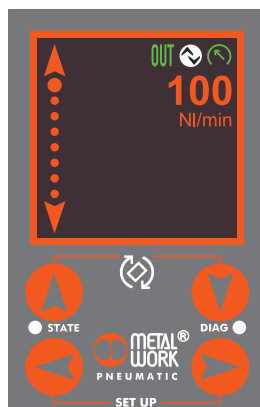 OUT
100
Nl/min
STATE
DIAG
METAL®
WORK
PNEUMATIC
SET UP